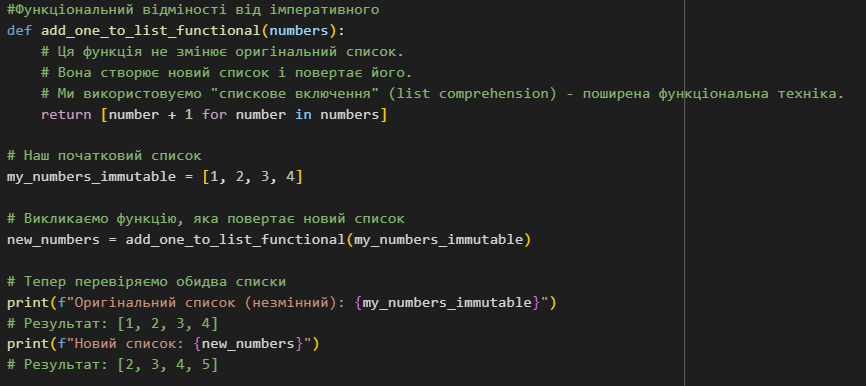 #Функціональний відміності від імперативного
def add_one_to_list_functional(numbers):
    # Ця функція не змінює оригінальний список.
    # Вона створює новий список і повертає його.
    # Ми використовуємо "спискове включення" (list comprehension) - поширена функціональна техніка.
    return [number + 1 for number in numbers]

# Наш початковий список
my_numbers_immutable = [1, 2, 3, 4]

# Викликаємо функцію, яка повертає новий список
new_numbers = add_one_to_list_functional(my_numbers_immutable)

# Тепер перевіряємо обидва списки
print(f"Оригінальний список (незмінний): {my_numbers_immutable}")
# Результат: [1, 2, 3, 4]
print(f"Новий список: {new_numbers}")
# Результат: [2, 3, 4, 5]